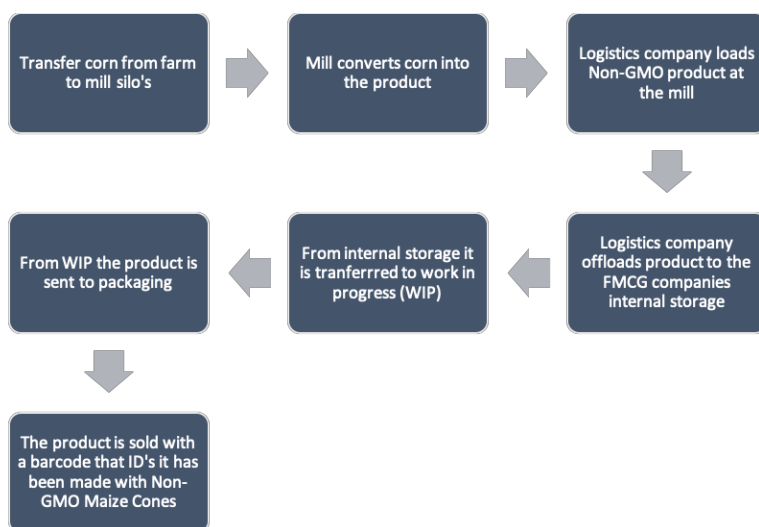 Transfer corn from farm
to mill silo's
Mill converts corn into
the product
Logistics company loads
Non-GMO product at
the mill
Logistics company
offloads product to the
FMCG companies
internal storage
From internal storage it
is tranferrred to work in
progress (WIP)
From WIP the product is
sent to packaging
The product is sold with
a barcode that ID's it has
been made with Non-
GMO Maize Cones